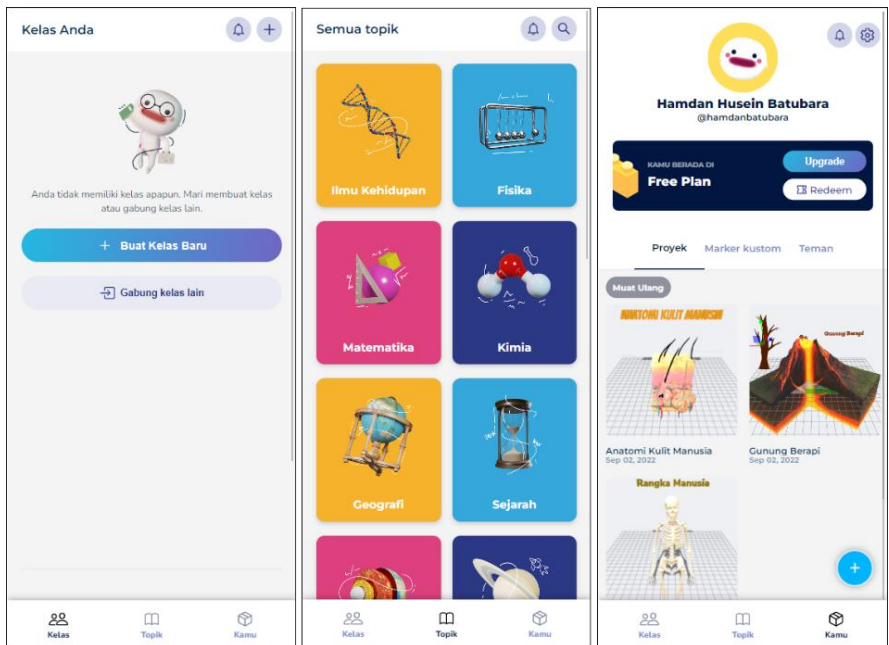 Kelas Anda
Anda tidak memiliki kelas apapun. Mari membuat kelas
atau gabung kelas lain.
+ Buat Kelas Baru
Gabung kelas lain
Kelas
Topik
Kamu
Semua topik
Ilmu Kehidupan
Fisika
Matematika
Kimia
Geografi
Sejarah
Kelas
Topik
Kamu
Hamdan Husein Batubara
@hamdanbatubara
KAMU BERADA DI
Free Plan
Upgrade
Redeem
Proyek
Marker kustom
Teman
Muat Ulang
ANATOMI KULIT MANUSIA
Gunung Berapi
Anatomi Kulit Manusia
Sep 02, 2022
Gunung Berapi
Sep 02, 2022
Rangka Manusia
+
Kelas
Topik
Kamu